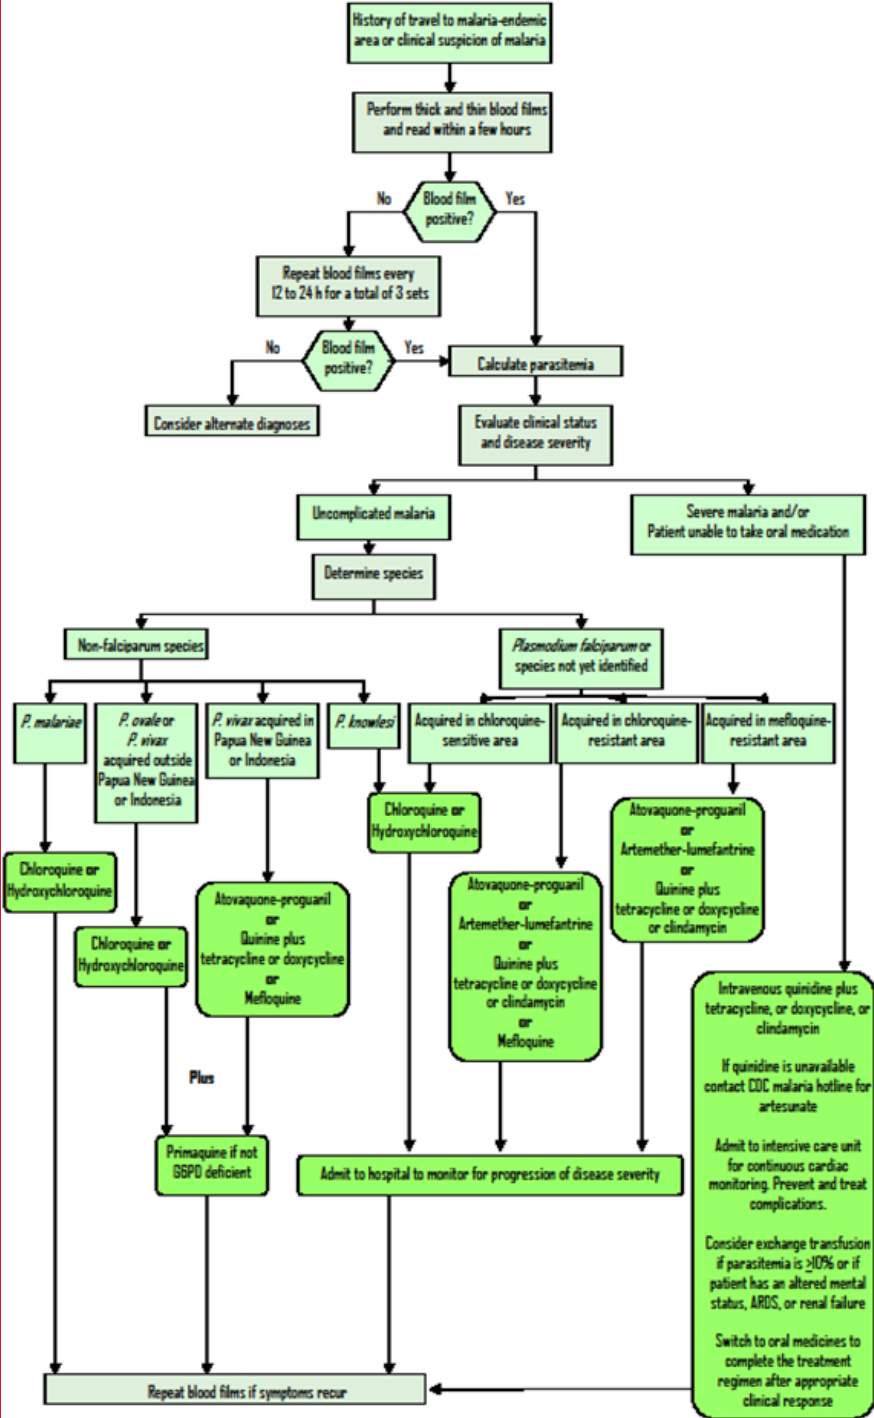 History of travel to malaria-endemic
area or clinical suspicion of malaria
Perform thick and thin blood films
and read within a few hours
No
Blood film
positive?
Yes
Repeat blood films every
12 to 24 h for a total of 3 sets
No
Blood film
positive?
Yes
Calculate parasitemia
Consider alternate diagnoses
Evaluate clinical status
and disease severity
Uncomplicated malaria
Severe malaria and/or
Patient unable to take oral medication
Determine species
Non-falciparum species
Plasmodium falciparum or
species not yet identified
P. malariae
P. ovale or
P. vivax
acquired outside
Papua New Guinea
or Indonesia
P. vivax acquired in
Papua New Guinea
or Indonesia
P. knowlesi
Acquired in chloroquine-
sensitive area
Acquired in chloroquine-
resistant area
Acquired in mefloquine-
resistant area
Chloroquine or
Hydroxychloroquine
Chloroquine or
Hydroxychloroquine
Atovaquone-proguanil
or
Quinine plus
tetracycline or doxycycline
or
Mefloquine
Chloroquine or
Hydroxychloroquine
Atovaquone-proguanil
or
Artemether-lumefantrine
or
Quinine plus
tetracycline or doxycycline
or clindamycin
or
Mefloquine
Atovaquone-proguanil
or
Artemether-lumefantrine
or
Quinine plus
tetracycline or doxycycline
or clindamycin
Plus
Primaquine if not
G6PD deficient
Admit to hospital to monitor for progression of disease severity
Intravenous quinidine plus
tetracycline, or doxycycline, or
clindamycin
If quinidine is unavailable
contact CDC malaria hotline for
artesunate
Admit to intensive care unit
for continuous cardiac
monitoring. Prevent and treat
complications.
Consider exchange transfusion
if parasitemia is ≥10% or if
patient has an altered mental
status, ARDS, or renal failure
Switch to oral medicines to
complete the treatment
regimen after appropriate
clinical response
Repeat blood films if symptoms recur